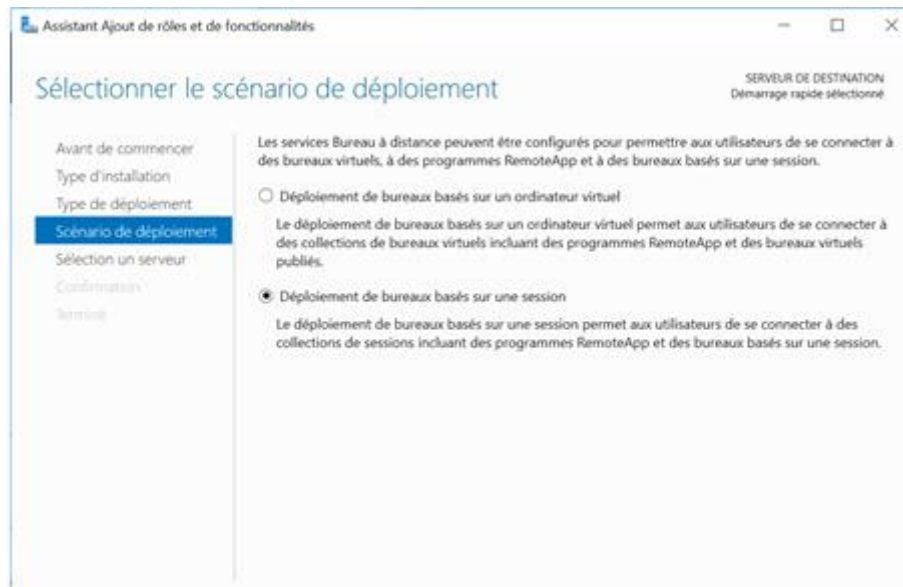 Assistant Ajout de rôles et de fonctionnalités
Sélectionner le scénario de déploiement
SERVEUR DE DESTINATION
Démarrage rapide sélectionné
Avant de commencer
Type d'installation
Type de déploiement
Scénario de déploiement
Sélection un serveur
Confirmation
Terminé
Les services Bureau à distance peuvent être configurés pour permettre aux utilisateurs de se connecter à
des bureaux virtuels, à des programmes RemoteApp et à des bureaux basés sur une session.
Déploiement de bureaux basés sur un ordinateur virtuel
Le déploiement de bureaux basés sur un ordinateur virtuel permet aux utilisateurs de se connecter à
des collections de bureaux virtuels incluant des programmes RemoteApp et des bureaux virtuels
publiés.
Déploiement de bureaux basés sur une session
Le déploiement de bureaux basés sur une session permet aux utilisateurs de se connecter à des
collections de sessions incluant des programmes RemoteApp et des bureaux basés sur une session.